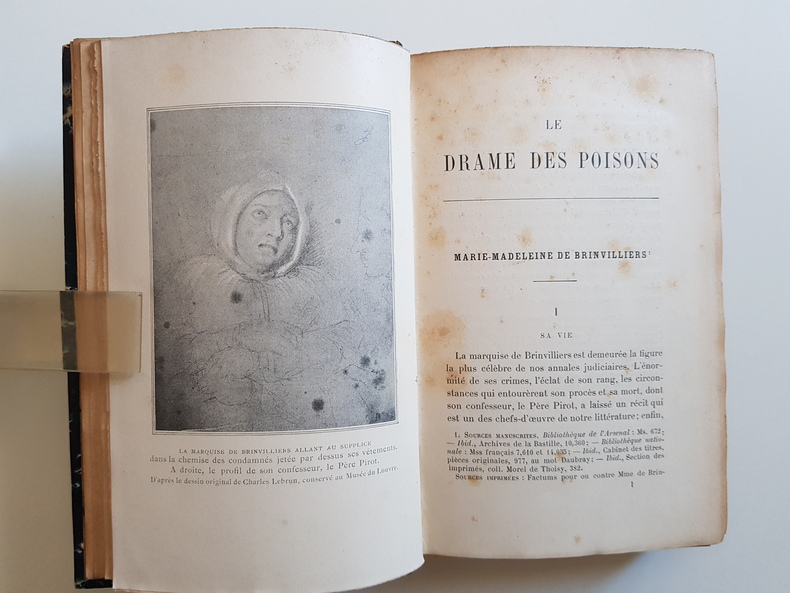 LA MARQUISE DE BRINVILLIERS ALLANT AU SUPPLICE
dans la chemise des condamnés jetée par dessus ses vêtements.
A droite, le profil de son confesseur, le Père Pirot.
D'après le dessin original de Charles Lebrun, conservé au Musée du Louvre.
LE
DRAME DES POISONS
MARIE-MADELEINE DE BRINVILLIERS¹
I
SA VIE
La marquise de Brinvilliers est demeurée la figure
la plus célèbre de nos annales judiciaires. L'énor-
mité de ses crimes, l'éclat de son rang, les circon-
stances qui entourèrent son procès et sa mort, dont
son confesseur, le Père Pirot, a laissé un récit qui
est un des chefs-d'œuvre de notre littérature; enfin,
1. SOURCES MANUSCRITES. Bibliothèque de l'Arsenal : Ms. 672;
— Ibid., Archives de la Bastille, 10,360; — Bibliothèque natio-
nale : Mss français 7,610 et 14,055; — Ibid., Cabinet des titres,
pièces originales, 977, au mot Daubray; — Ibid., Section des
imprimés, coll. Morel de Thoisy, 382.
SOURCES IMPRIMÉES : Factums pour ou contre Mme de Brin-
1